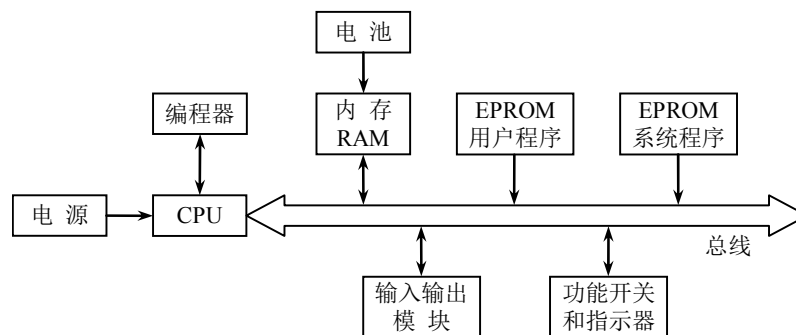 电 池
编程器
内 存
RAM
EPROM
用户程序
EPROM
系统程序
电 源
CPU
总线
输入输出
模 块
功能开关
和指示器